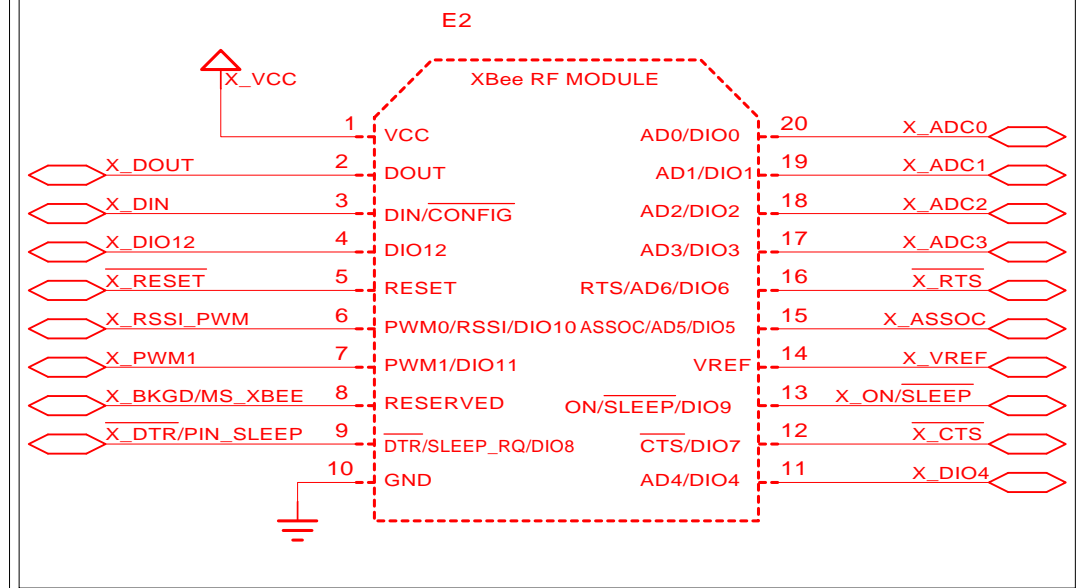 E2
XBee RF MODULE
X_VCC
1 VCC AD0/DIO0 20 X_ADC0
X_DOUT 2 DOUT AD1/DIO1 19 X_ADC1
X_DIN 3 DIN/CONFIG AD2/DIO2 18 X_ADC2
X_DIO12 4 DIO12 AD3/DIO3 17 X_ADC3
X_RESET 5 RESET RTS/AD6/DIO6 16 X_RTS
X_RSSI_PWM 6 PWM0/RSSI/DIO10 ASSOC/AD5/DIO5 15 X_ASSOC
X_PWM1 7 PWM1/DIO11 VREF 14 X_VREF
X_BKGD/MS_XBEE 8 RESERVED ON/SLEEP/DIO9 13 X_ON/SLEEP
X_DTR/PIN_SLEEP 9 DTR/SLEEP_RQ/DIO8 CTS/DIO7 12 X_CTS
10 GND AD4/DIO4 11 X_DIO4